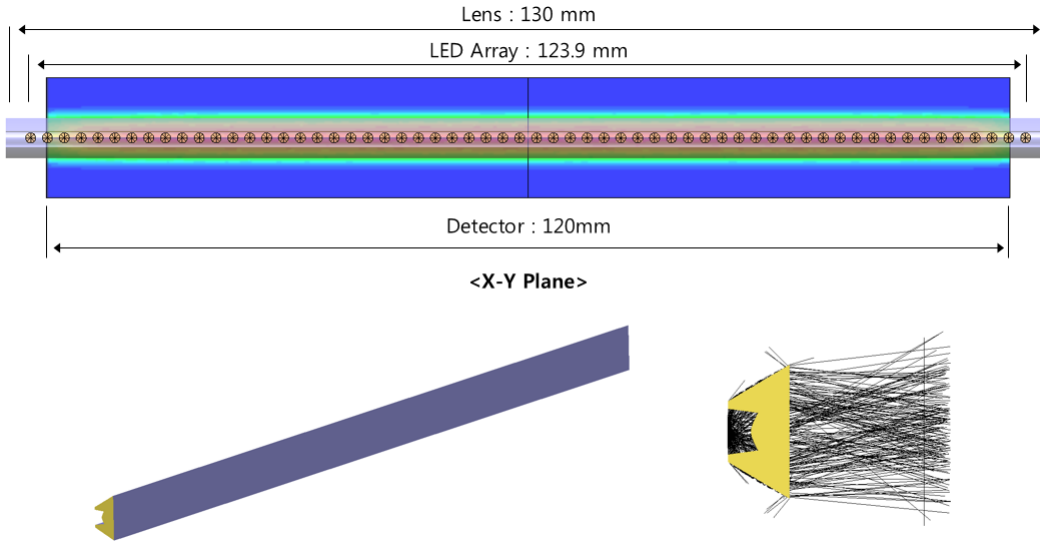 Lens : 130 mm
LED Array : 123.9 mm
Detector : 120mm
<X-Y Plane>